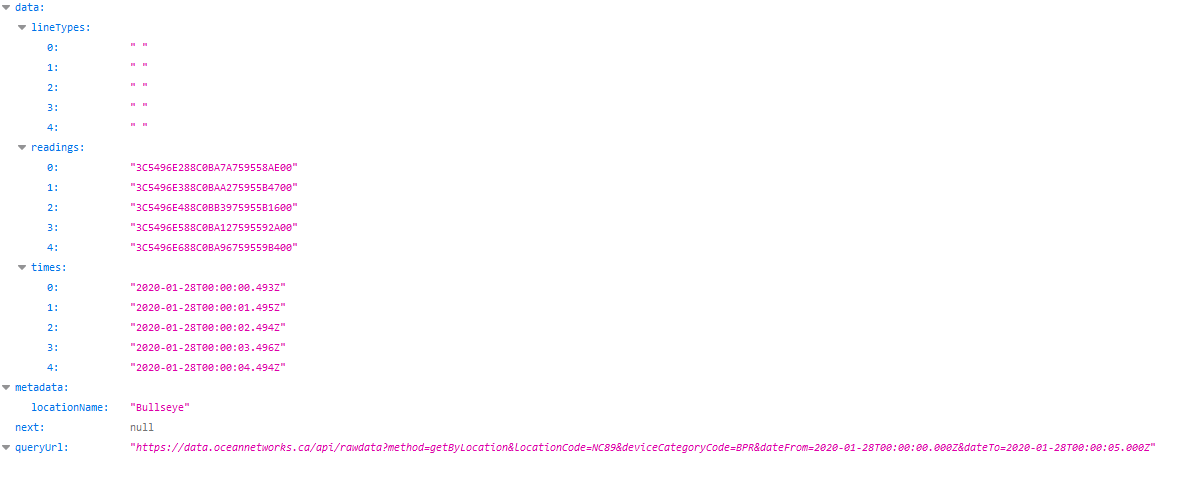 data:
lineTypes:
0: " "
1: " "
2: " "
3: " "
4: " "
readings:
0: "3C5496E288C0BA7A759558AE00"
1: "3C5496E388C0BAA275955B4700"
2: "3C5496E488C0BB3975955B1600"
3: "3C5496E588C0BA127595592A00"
4: "3C5496E688C0BA96759559B400"
times:
0: "2020-01-28T00:00:00.493Z"
1: "2020-01-28T00:00:01.495Z"
2: "2020-01-28T00:00:02.494Z"
3: "2020-01-28T00:00:03.496Z"
4: "2020-01-28T00:00:04.494Z"
metadata:
locationName: "Bullseye"
next: null
queryUrl: "https://data.oceannetworks.ca/api/rawdata?method=getByLocation&locationCode=NC89&deviceCategoryCode=BPR&dateFrom=2020-01-28T00:00:00.000Z&dateTo=2020-01-28T00:00:05.000Z"